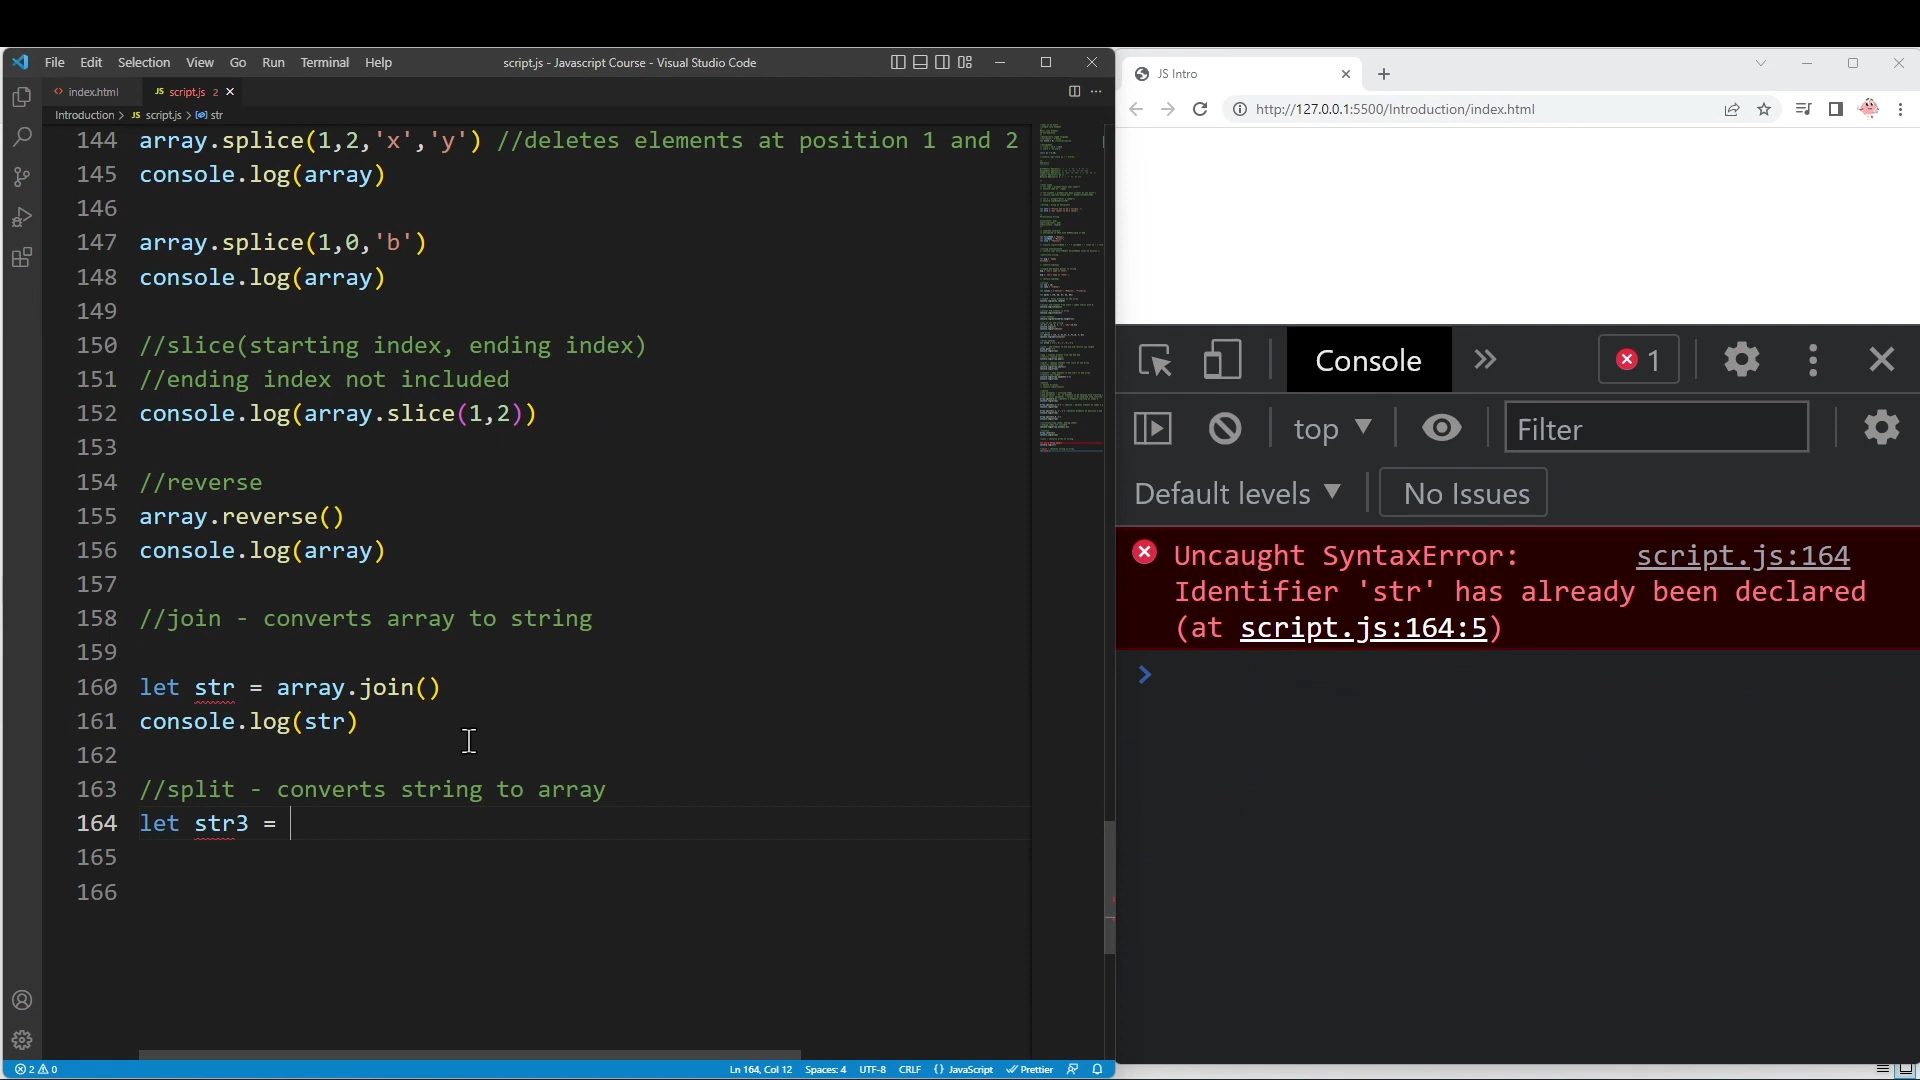 File Edit Selection View Go Run Terminal Help
script.js - Javascript Course - Visual Studio Code
index.html JS script.js 2
Introduction > JS script.js > str
144 array.splice(1,2,'x','y') //deletes elements at position 1 and 2
145 console.log(array)
146
147 array.splice(1,0,'b')
148 console.log(array)
149
150 //slice(starting index, ending index)
151 //ending index not included
152 console.log(array.slice(1,2))
153
154 //reverse
155 array.reverse()
156 console.log(array)
157
158 //join - converts array to string
159
160 let str = array.join()
161 console.log(str)
162
163 //split - converts string to array
164 let str3 =
165
166
2 0
Ln 164, Col 12 Spaces: 4 UTF-8 CRLF {} JavaScript Prettier
JS Intro
http://127.0.0.1:5500/Introduction/index.html
Console 1
top Filter
Default levels No Issues
Uncaught SyntaxError: script.js:164
Identifier 'str' has already been declared
(at script.js:164:5)